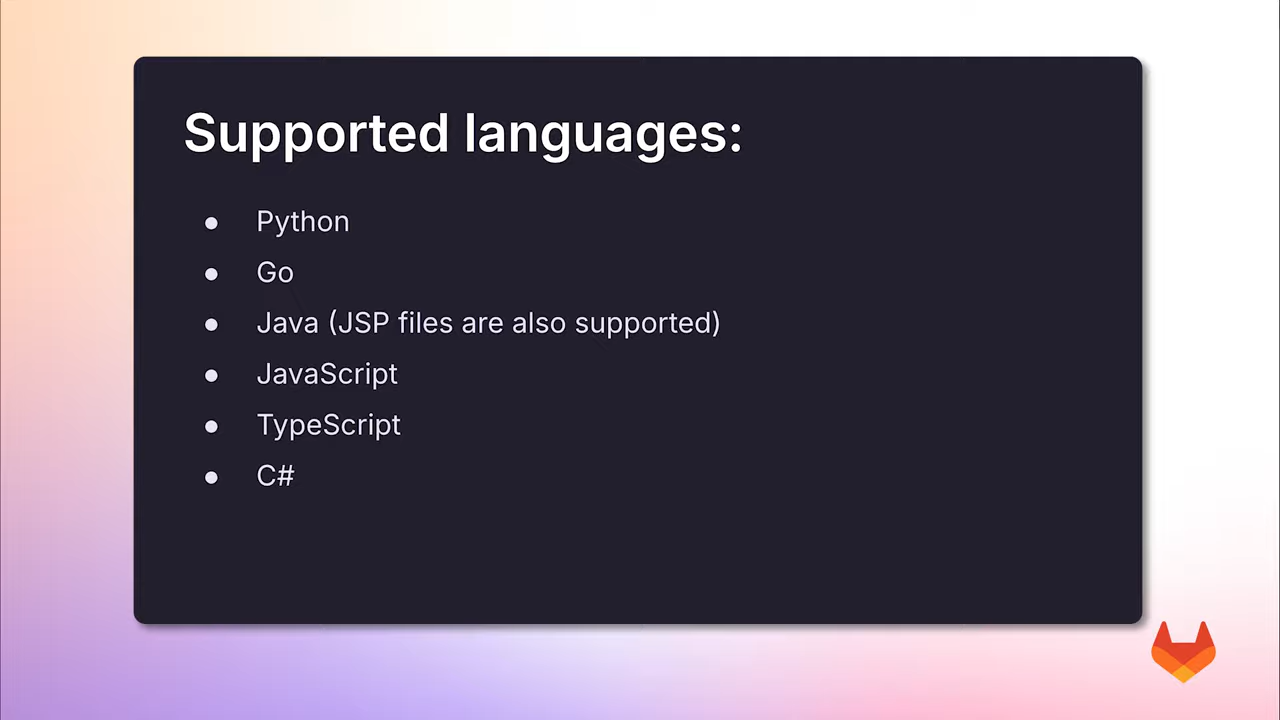 Supported languages:
● Python
● Go
● Java (JSP files are also supported)
● JavaScript
● TypeScript
● C#